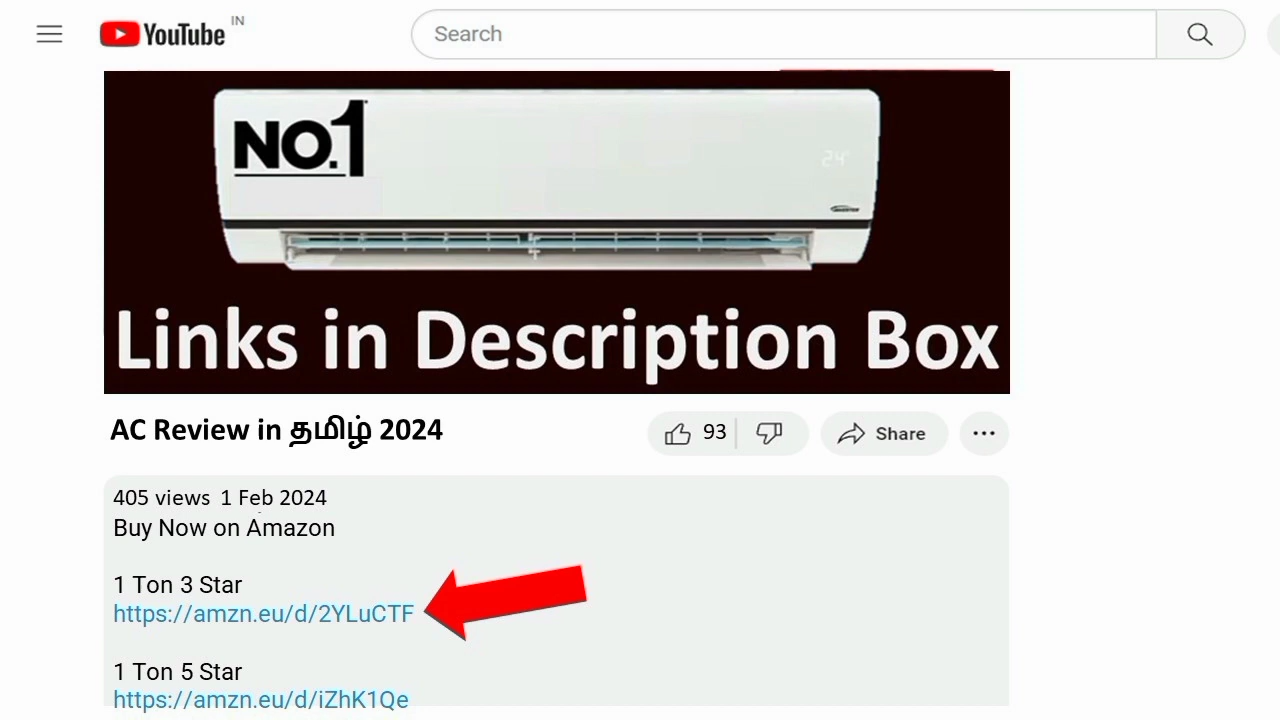 YouTube IN
Search
NO.1
24°
INVERTER
Links in Description Box
AC Review in தமிழ் 2024
93
Share
405 views 1 Feb 2024
Buy Now on Amazon
1 Ton 3 Star
https://amzn.eu/d/2YLuCTF
1 Ton 5 Star
https://amzn.eu/d/iZhK1Qe